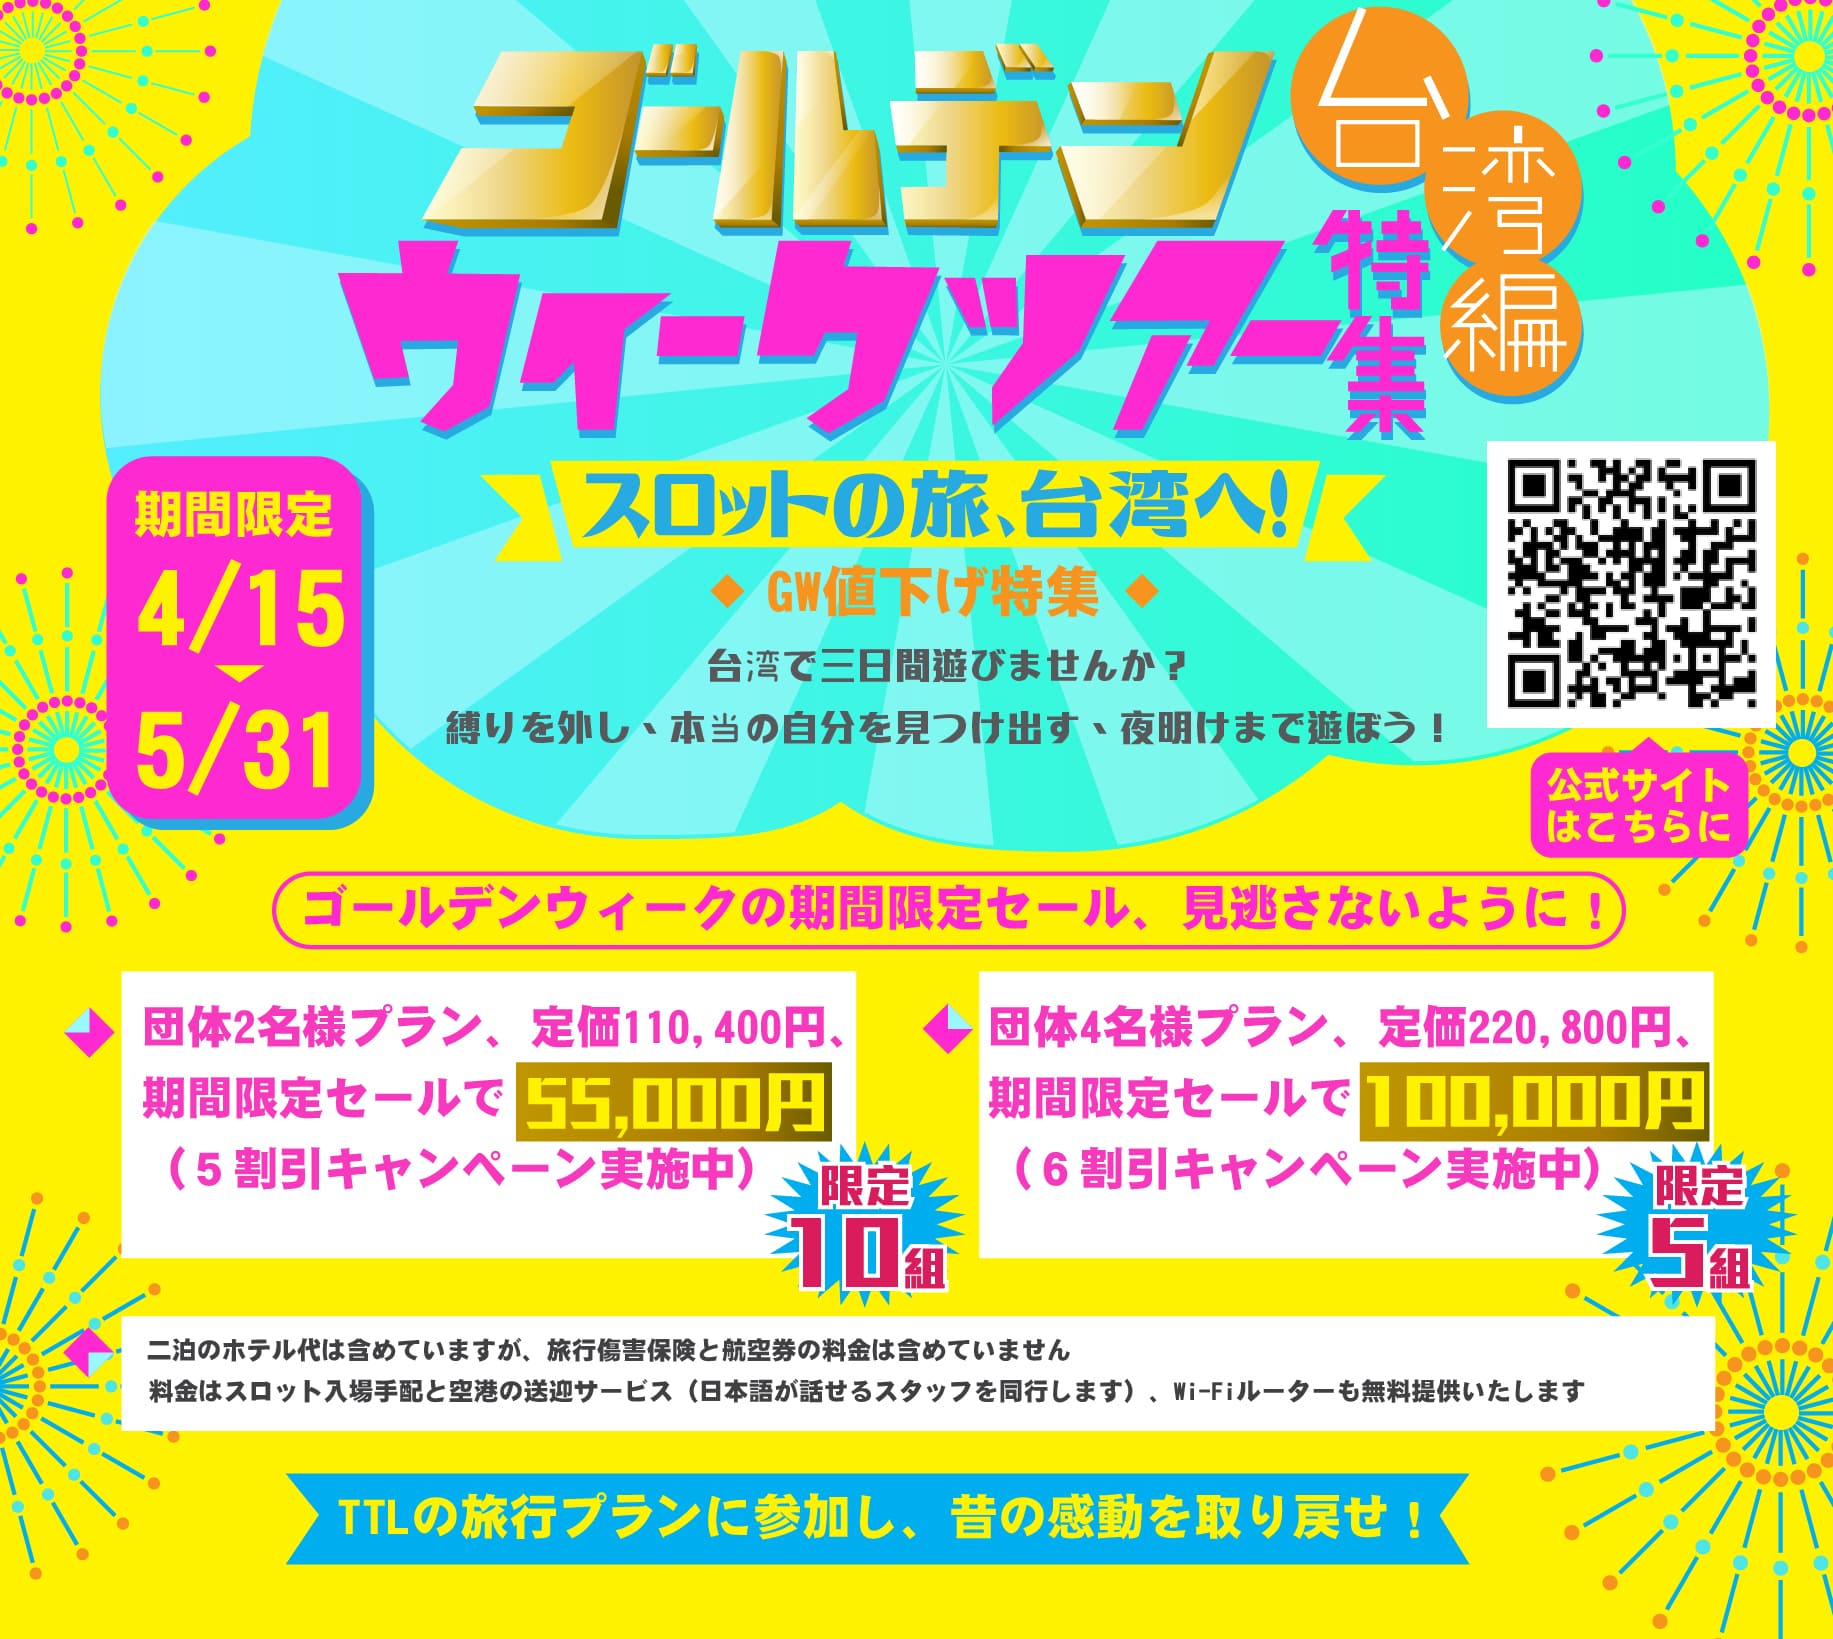 ゴールデン
ウィークツアー特集
台湾編
スロットの旅、台湾へ!
GW値下げ特集
台湾で三日間遊びませんか？
縛りを外し、本当の自分を見つけ出す、夜明けまで遊ぼう！
期間限定
4/15
5/31
公式サイト
はこちらに
ゴールデンウィークの期間限定セール、見逃さないように！
団体2名様プラン、定価110,400円、
期間限定セールで 55,000円
（５割引キャンペーン実施中）
限定
10組
団体4名様プラン、定価220,800円、
期間限定セールで 100,000円
（６割引キャンペーン実施中）
限定
5組
二泊のホテル代は含めていますが、旅行傷害保険と航空券の料金は含めていません
料金はスロット入場手配と空港の送迎サービス（日本語が話せるスタッフを同行します）、Wi-Fiルーターも無料提供いたします
TTLの旅行プランに参加し、昔の感動を取り戻せ！